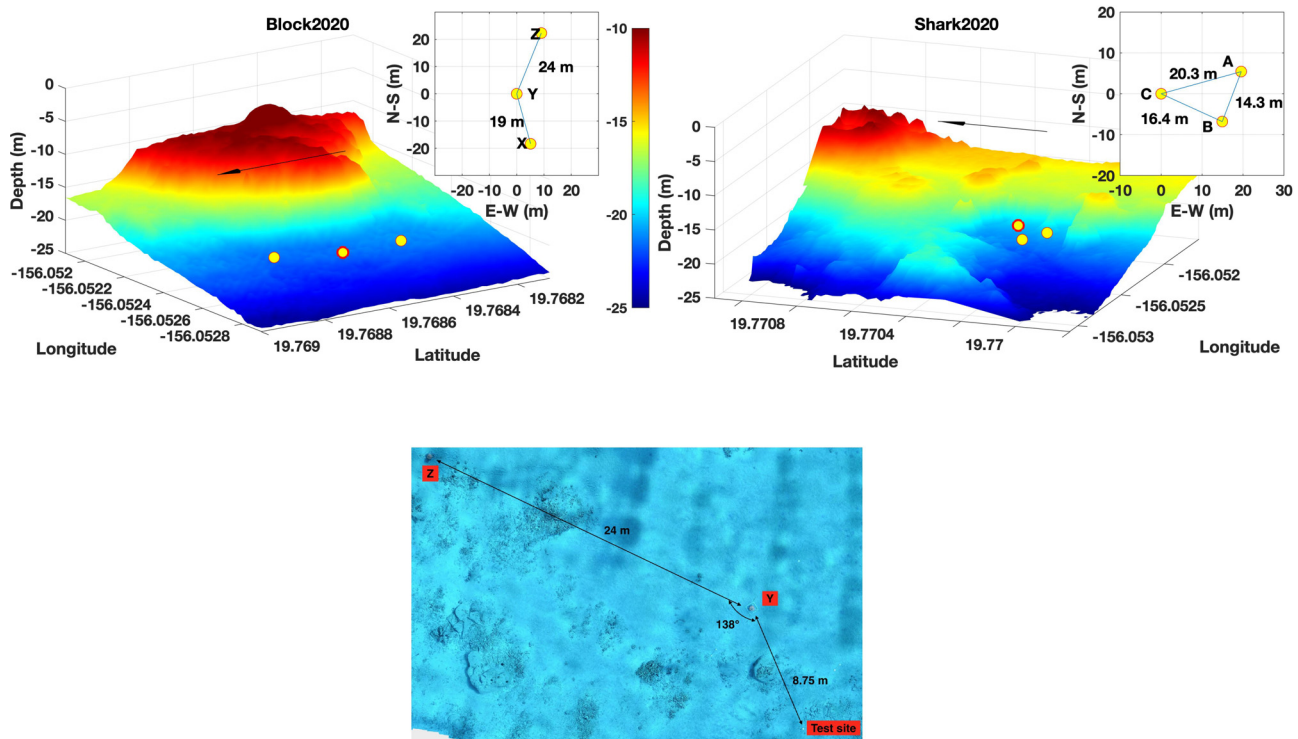 Block2020
Depth (m)
0
-5
-10
-15
-20
-25
-156.052
-156.0522
-156.0524
-156.0526
-156.0528
Longitude
19.769
19.7688
19.7686
19.7684
19.7682
Latitude
N-S (m)
20
10
0
-10
-20
Z
24 m
Y
19 m
X
-20
0
20
E-W (m)
-10
-15
-20
-25
Shark2020
Depth (m)
0
-5
-10
-15
-20
-25
19.7708
19.7704
19.77
Latitude
-156.052
-156.0525
-156.053
Longitude
N-S (m)
20
10
0
-10
-20
A
20.3 m
C
14.3 m
16.4 m
B
-10
0
10
20
30
E-W (m)
Z
24 m
Y
138°
8.75 m
Test site